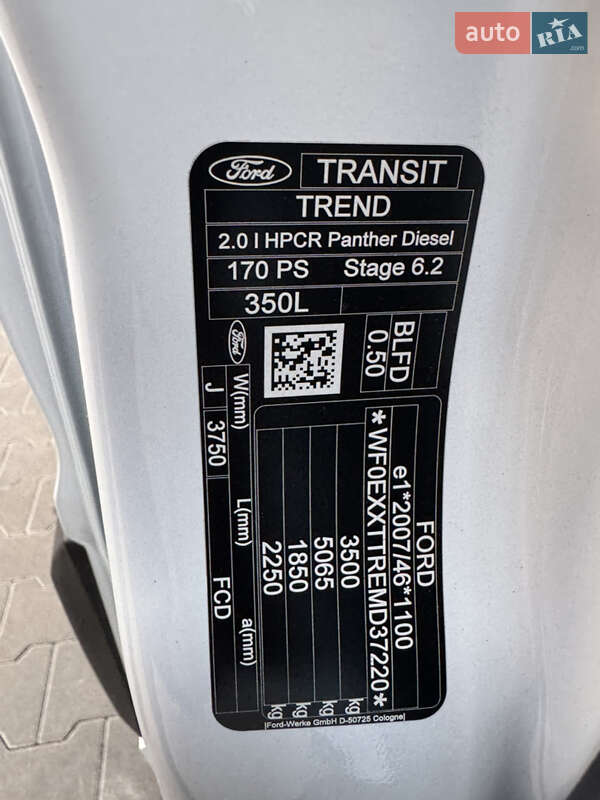 auto RIA .com
Ford TRANSIT
TREND
2.0 l HPCR Panther Diesel
170 PS Stage 6.2
350L
Ford
BLFD
0.50
FORD
e1*2007/46*1100
*WF0EXXTTREMD37220*
3500 kg
5065 kg
1850 kg
2250 kg
W(mm) L(mm) a(mm)
J 3750 FCD
[Ford-Werke GmbH D-50725 Cologne]